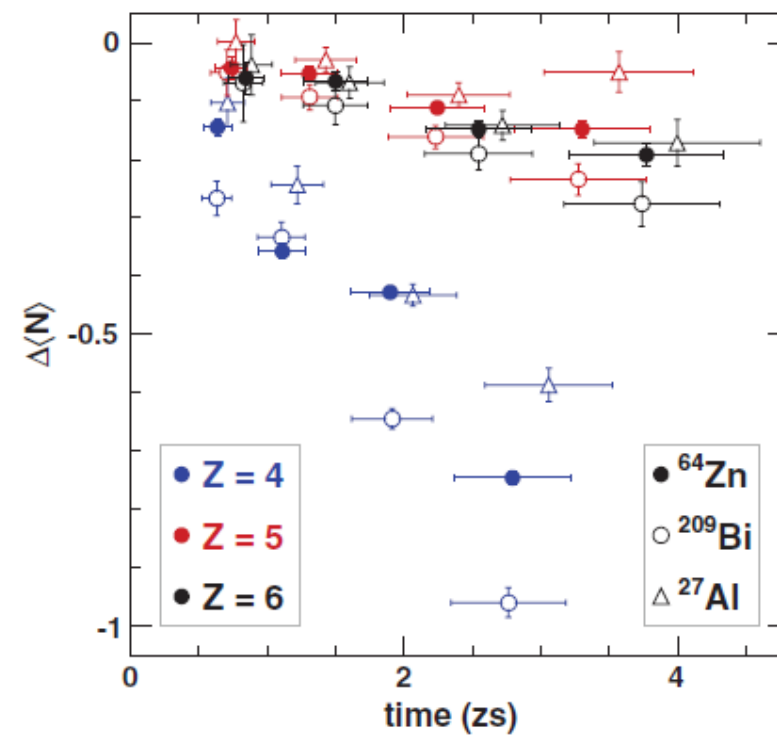 0
-0.5
-1
Δ⟨N⟩
0
2
4
time (zs)
Z = 4
Z = 5
Z = 6
⁶⁴Zn
²⁰⁹Bi
²⁷Al